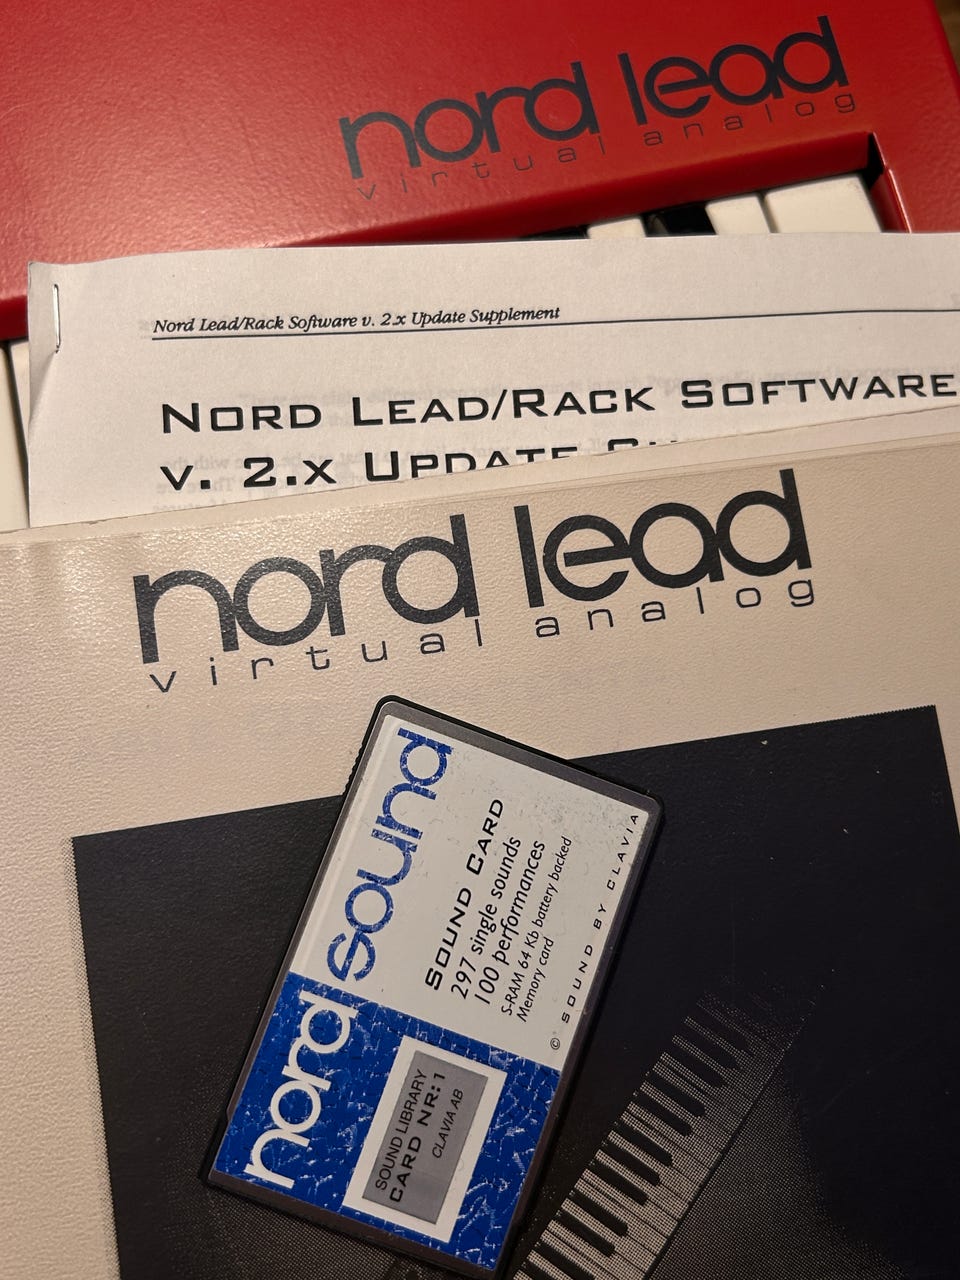 nord lead
virtual analog
Nord Lead/Rack Software v. 2.x Update Supplement
NORD LEAD/RACK SOFTWARE
V. 2.X UPDATE
nord lead
virtual analog
nord sound
SOUND CARD
297 single sounds
100 performances
S-RAM 64 Kb battery backed
Memory card
© SOUND BY CLAVIA
SOUND LIBRARY
CARD NR:1
CLAVIA AB